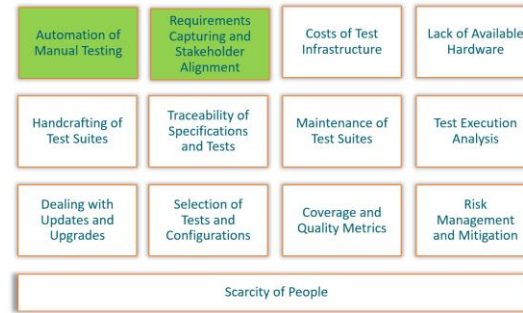 Automation of
Manual Testing
Requirements
Capturing and
Stakeholder
Alignment
Costs of Test
Infrastructure
Lack of Available
Hardware
Handcrafting of
Test Suites
Traceability of
Specifications
and Tests
Maintenance of
Test Suites
Test Execution
Analysis
Dealing with
Updates and
Upgrades
Selection of
Tests and
Configurations
Coverage and
Quality Metrics
Risk
Management
and Mitigation
Scarcity of People